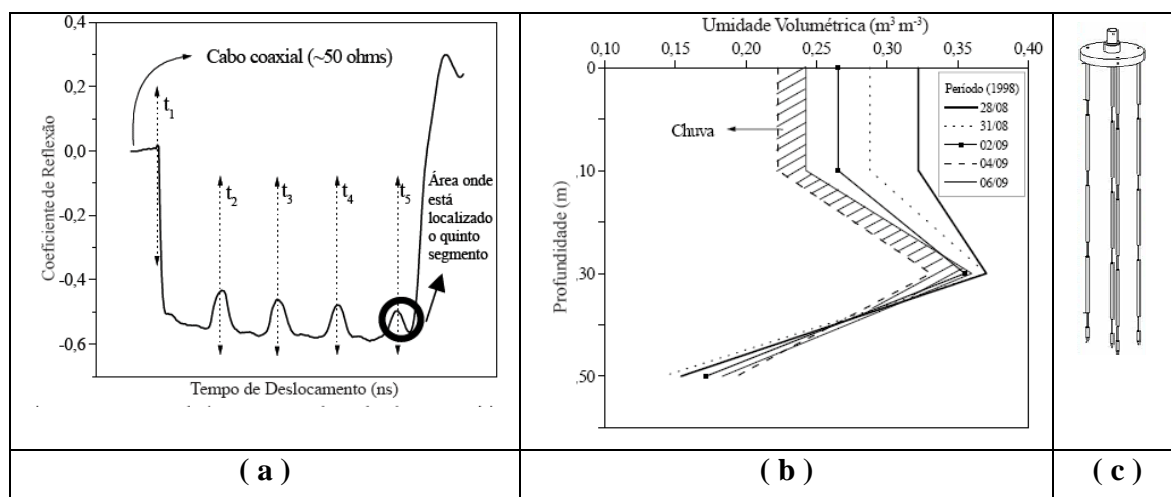 0,4
0,2
0,0
-0,2
-0,4
-0,6
Coeficiente de Reflexão
Cabo coaxial (~50 ohms)
t1
t2
t3
t4
t5
Área onde
está
localizado
o quinto
segmento
Tempo de Deslocamento (ns)
Umidade Volumétrica (m³ m-³)
0,10 0,15 0,20 0,25 0,30 0,35 0,40
0
,10
,30
,50
Profundidade (m)
Chuva
Período (1998)
28/08
31/08
02/09
04/09
06/09
( a ) ( b ) ( c )